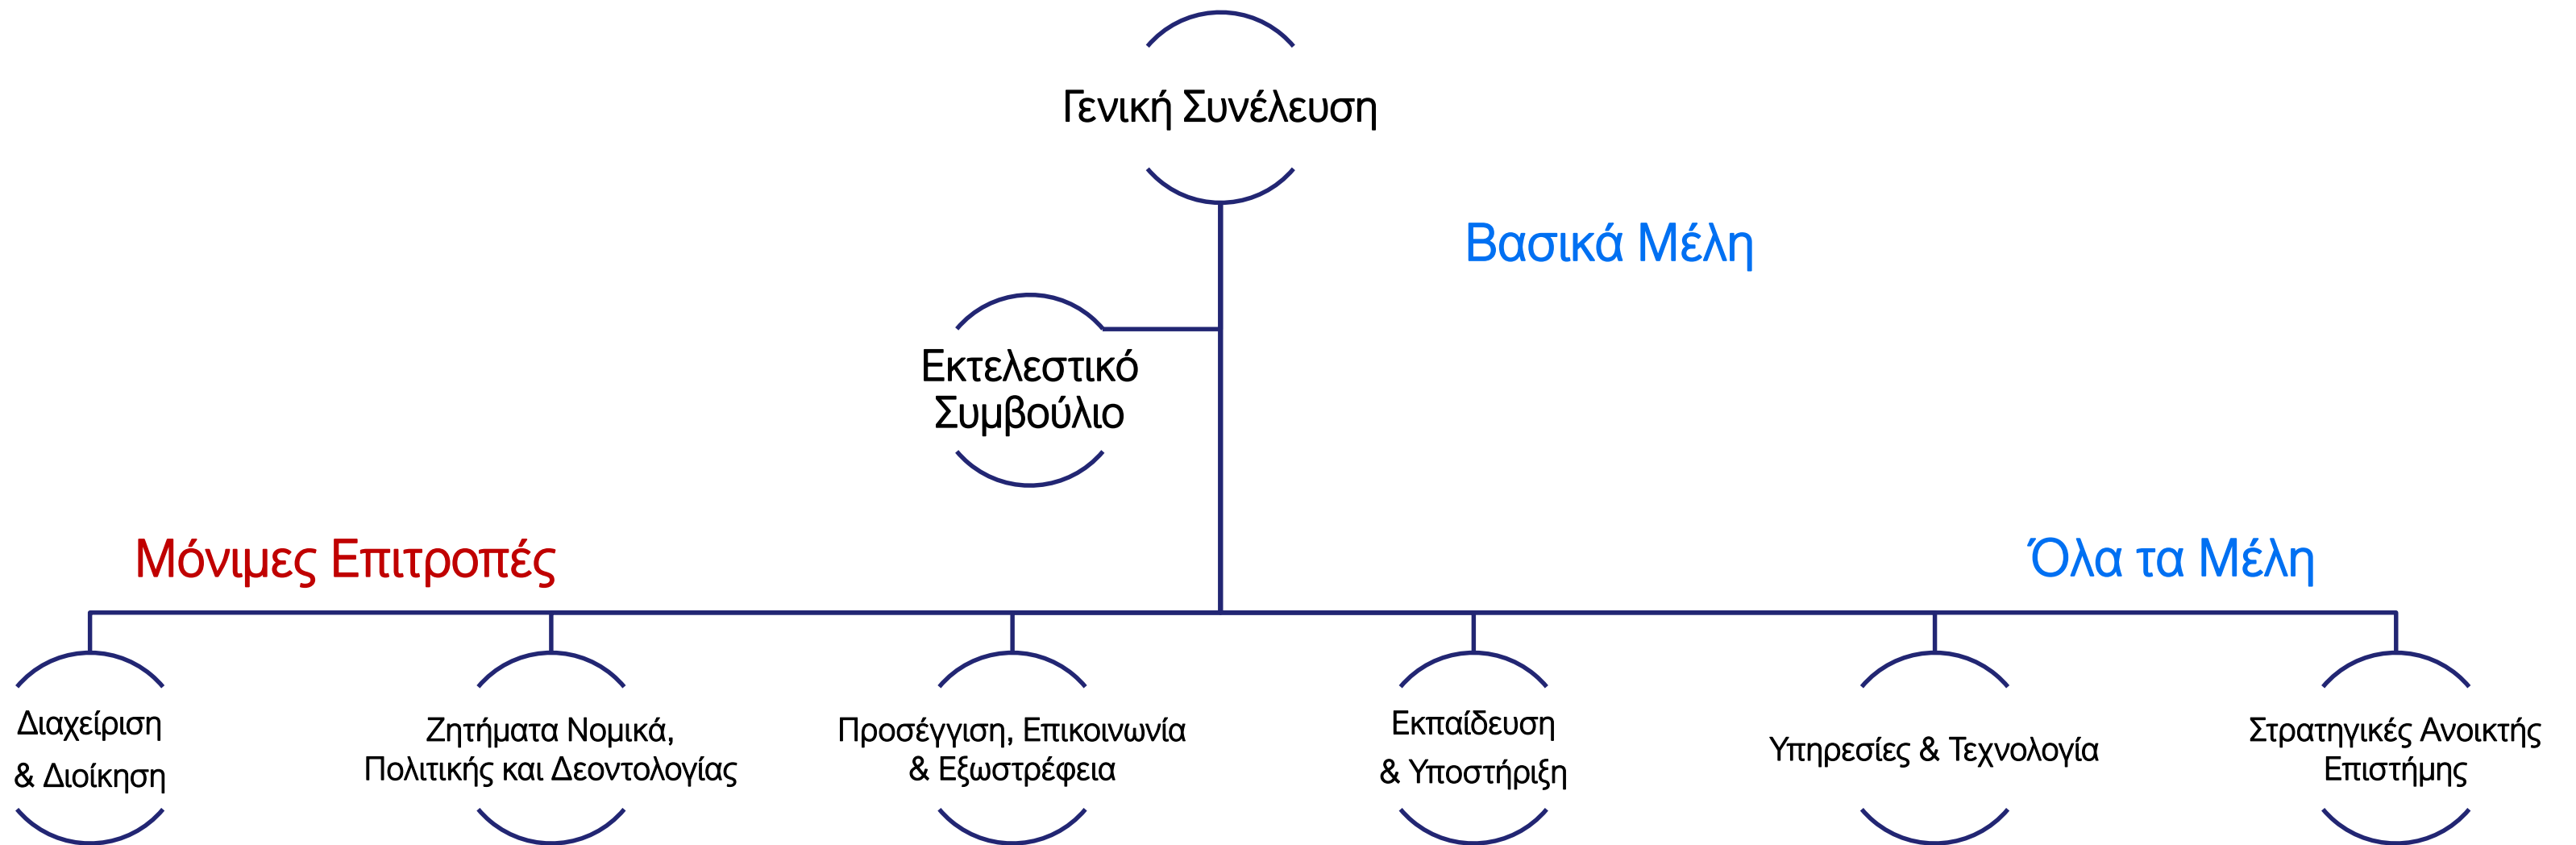 Γενική Συνέλευση
Βασικά Μέλη
Εκτελεστικό
Συμβούλιο
Μόνιμες Επιτροπές
Όλα τα Μέλη
Διαχείριση
& Διοίκηση
Ζητήματα Νομικά,
Πολιτικής και Δεοντολογίας
Προσέγγιση, Επικοινωνία
& Εξωστρέφεια
Εκπαίδευση
& Υποστήριξη
Υπηρεσίες & Τεχνολογία
Στρατηγικές Ανοικτής
Επιστήμης